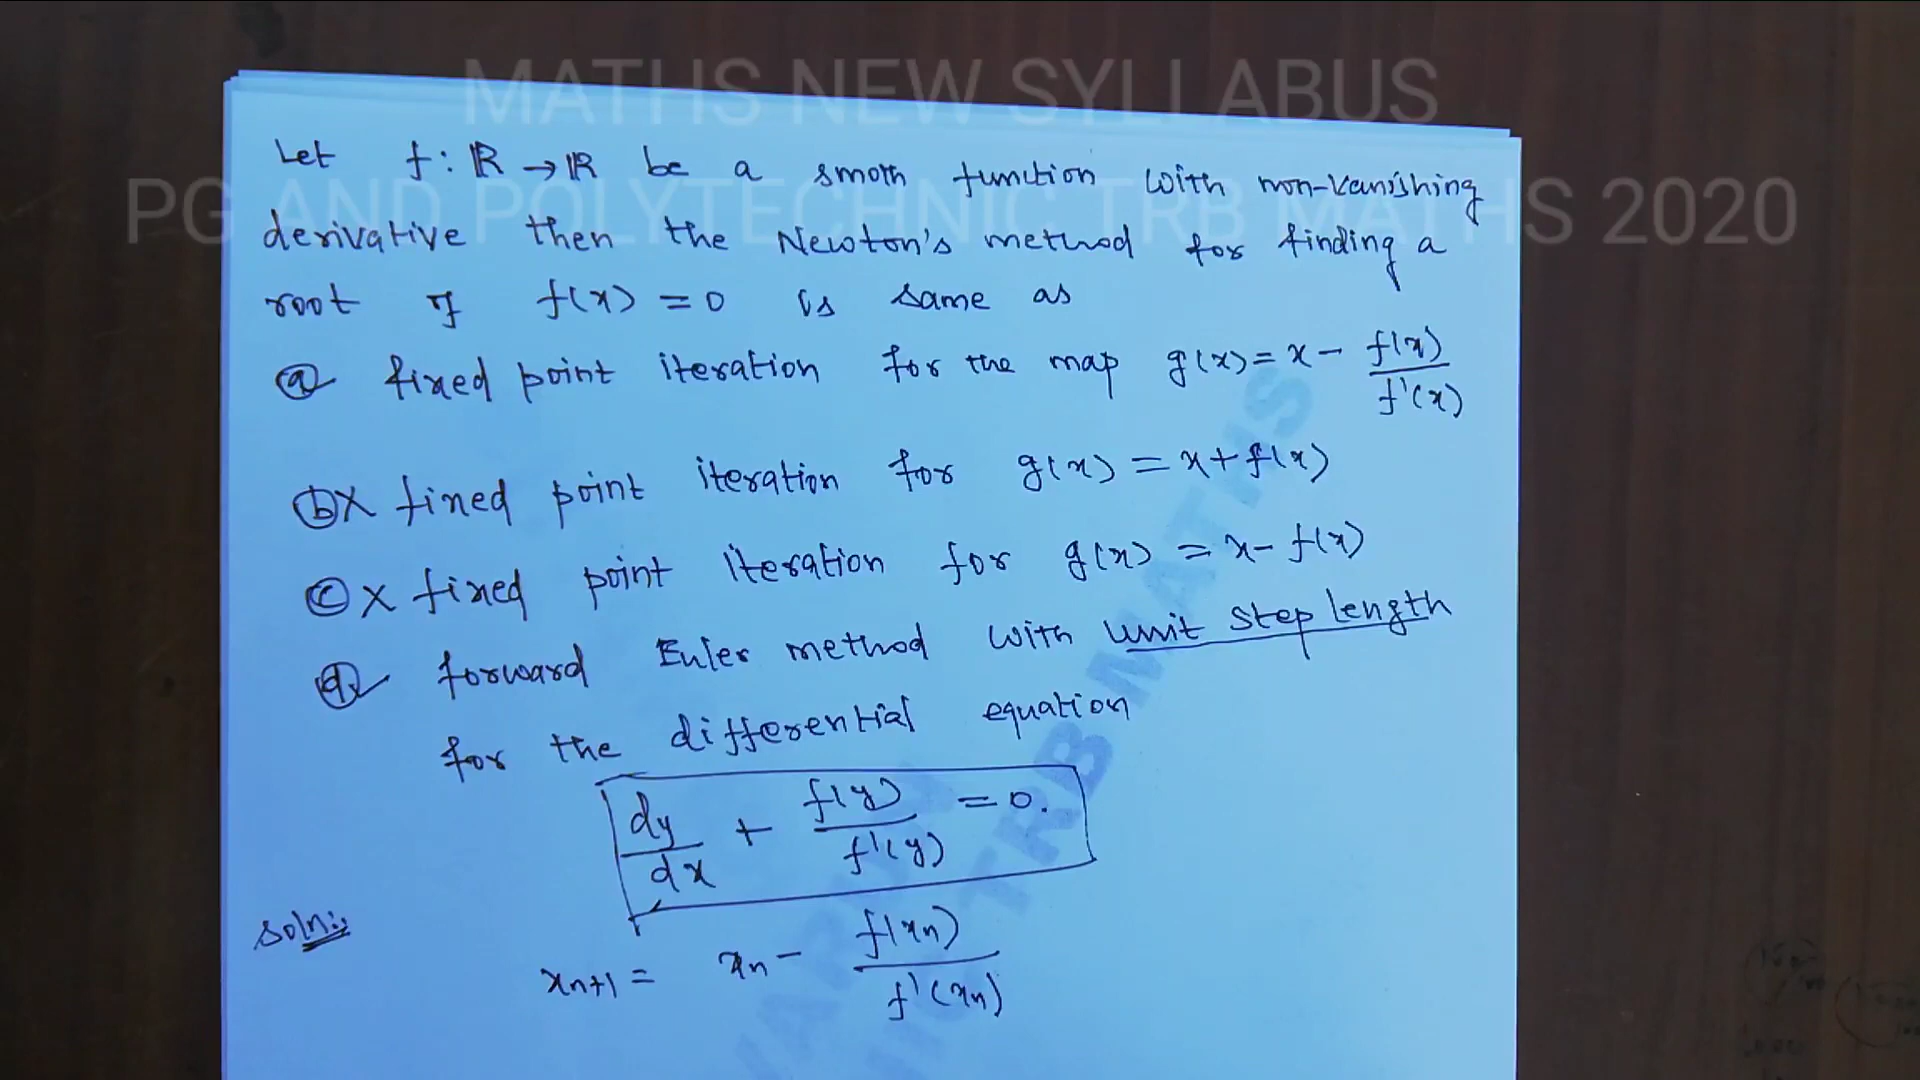 MATHS NEW SYLLABUS
PG AND POLYTECHNIC TRB MATHS 2020
Let f: ℝ → ℝ be a smoth function with non-vanishing
derivative then the Newton's method for finding a
root of f(x) = 0 is same as
ⓐ fixed point iteration for the map g(x) = x - f(x)/f'(x)
ⓑ X fixed point iteration for g(x) = x + f(x)
ⓒ X fixed point iteration for g(x) = x - f(x)
ⓓ forward Euler method with unit step length
for the differential equation
dy/dx + f(y)/f'(y) = 0.
Soln:
xn+1 = xn - f(xn)/f'(xn)
TRB MATHS